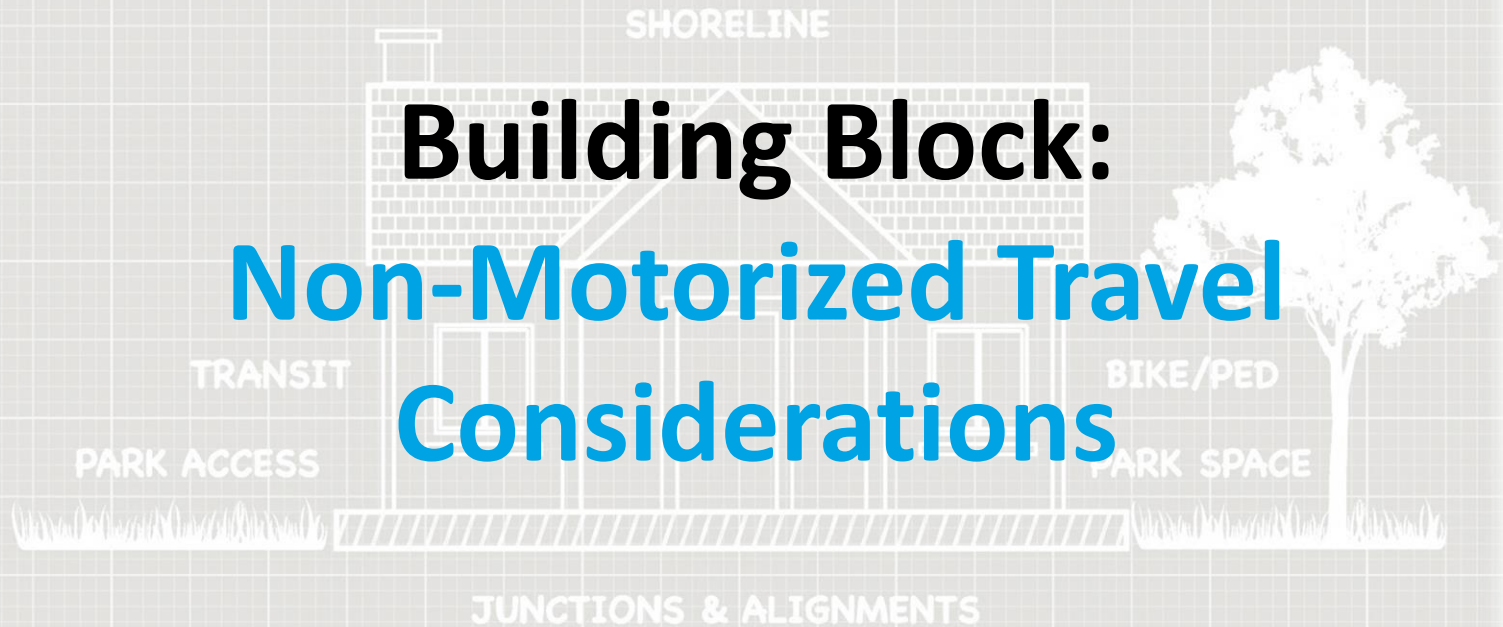 SHORELINE
Building Block:
Non-Motorized Travel
TRANSIT
BIKE/PED
Considerations
PARK ACCESS
PARK SPACE
JUNCTIONS & ALIGNMENTS